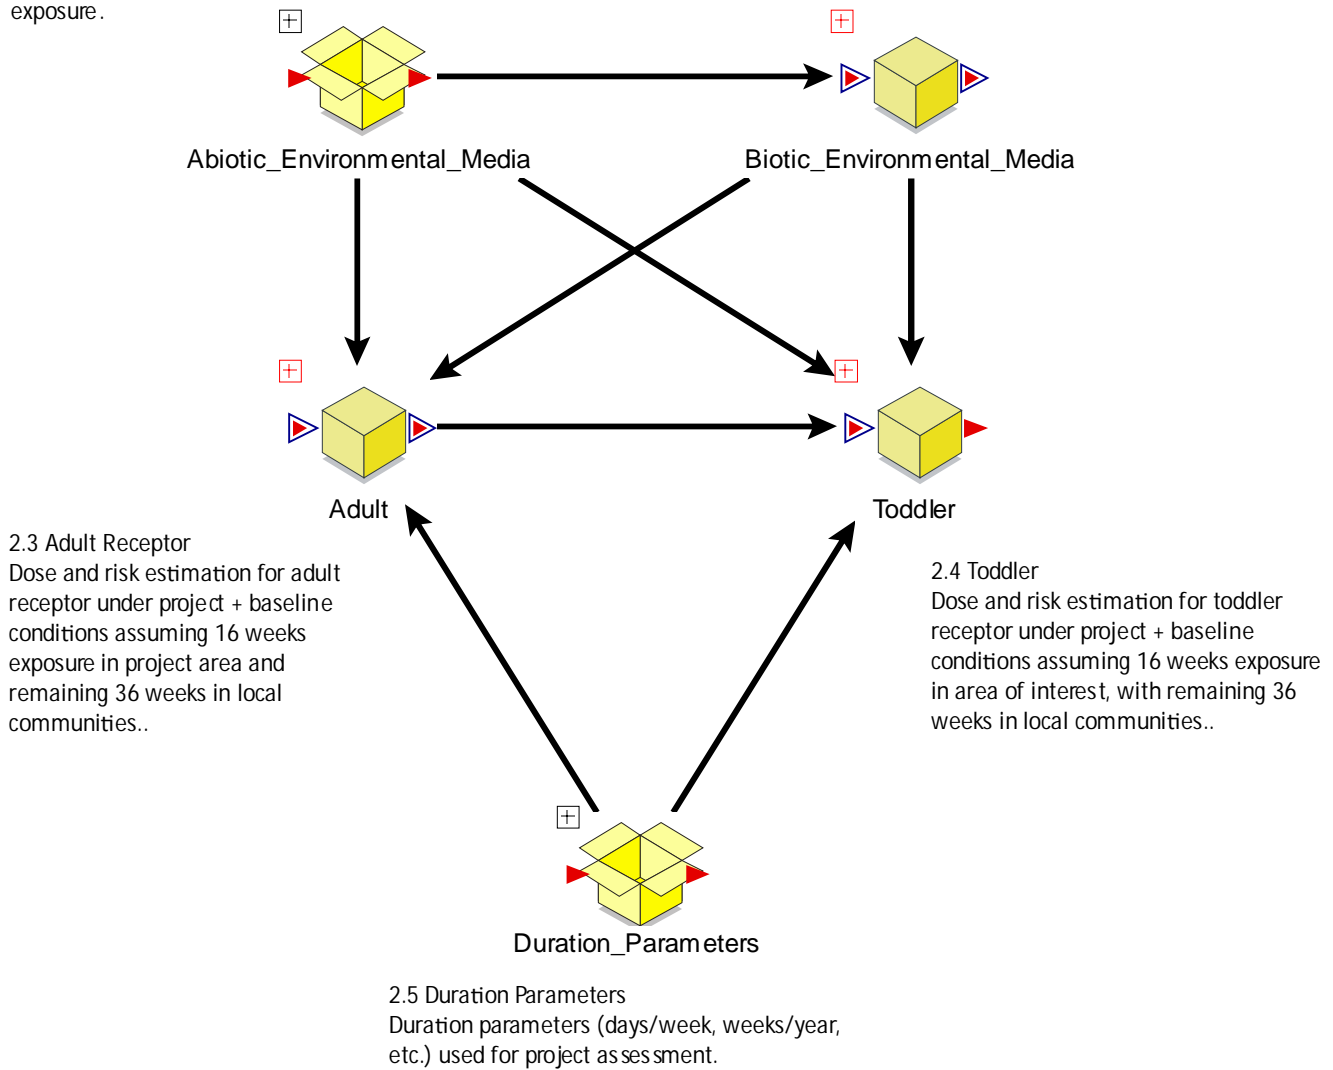 exposure.
Abiotic_Environmental_Media
Biotic_Environmental_Media
Adult
Toddler
2.3 Adult Receptor
Dose and risk estimation for adult
receptor under project + baseline
conditions assuming 16 weeks
exposure in project area and
remaining 36 weeks in local
communities..
2.4 Toddler
Dose and risk estimation for toddler
receptor under project + baseline
conditions assuming 16 weeks exposure
in area of interest, with remaining 36
weeks in local communities..
Duration_Parameters
2.5 Duration Parameters
Duration parameters (days/week, weeks/year,
etc.) used for project assessment.